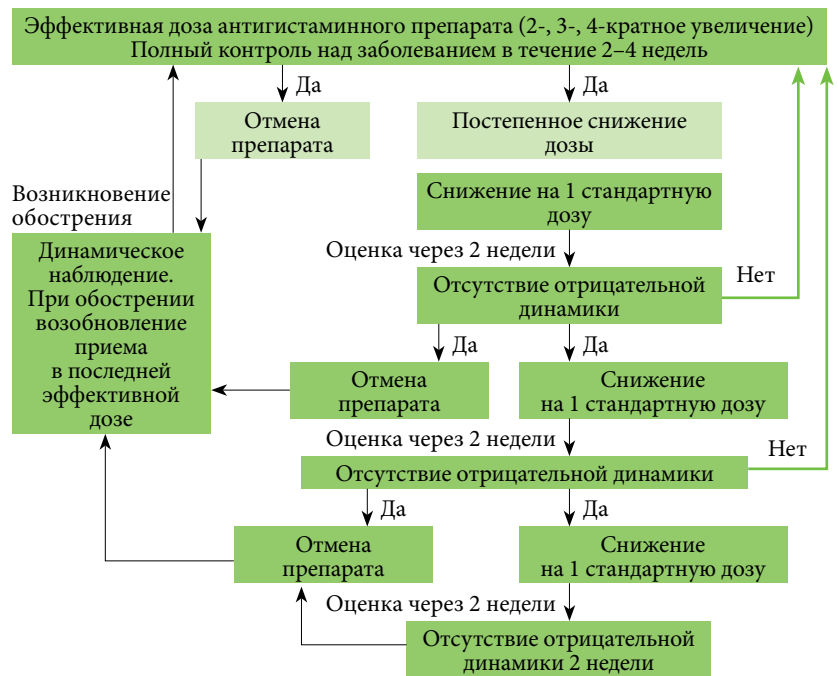 Эффективная доза антигистаминного препарата (2-, 3-, 4-кратное увеличение)
Полный контроль над заболеванием в течение 2–4 недель
Да
Да
Отмена
препарата
Постепенное снижение
дозы
Возникновение
обострения
Снижение на 1 стандартную
дозу
Оценка через 2 недели
Динамическое
наблюдение.
При обострении
возобновление
приема
в последней
эффективной
дозе
Отсутствие отрицательной
динамики
Нет
Да
Да
Отмена
препарата
Снижение
на 1 стандартную дозу
Оценка через 2 недели
Нет
Отсутствие отрицательной динамики
Да
Да
Отмена
препарата
Снижение
на 1 стандартную дозу
Оценка через 2 недели
Отсутствие отрицательной
динамики 2 недели